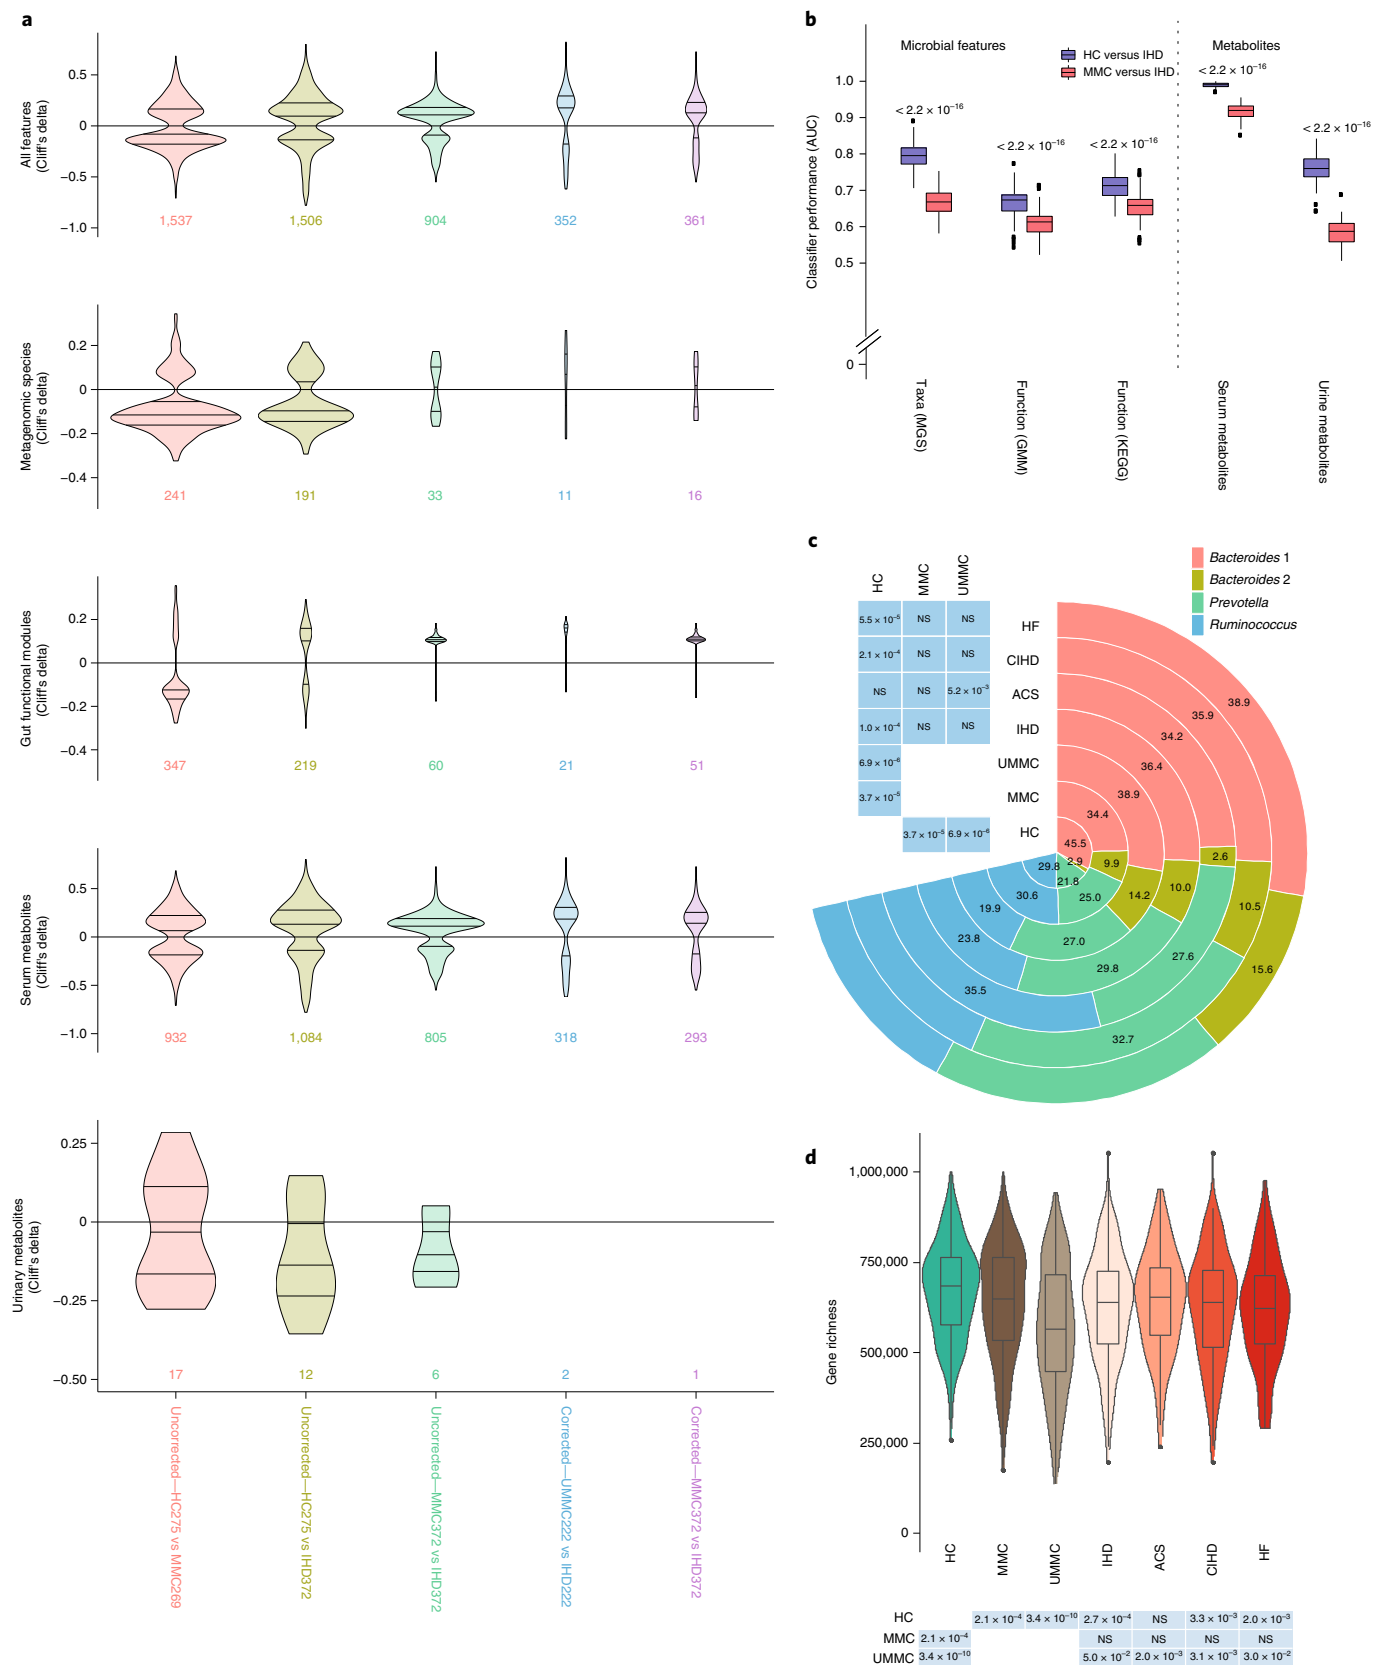 a
All features
(Cliff's delta)
0.5
0
−0.5
−1.0
1,537
1,506
904
352
361
Metagenomic species
(Cliff's delta)
0.2
0
−0.2
−0.4
241
191
33
11
16
Gut functional modules
(Cliff's delta)
0.2
0
−0.2
−0.4
347
219
60
21
51
Serum metabolites
(Cliff's delta)
0.5
0
−0.5
−1.0
932
1,084
805
318
293
Urinary metabolites
(Cliff's delta)
0.25
0
−0.25
−0.50
17
12
6
2
1
Uncorrected—HC275 vs MMC269
Uncorrected—HC275 vs IHD372
Uncorrected—MMC372 vs IHD372
Corrected—UMMC222 vs IHD222
Corrected—MMC372 vs IHD372
b
Microbial features
HC versus IHD
MMC versus IHD
Metabolites
Classifier performance (AUC)
1.0
0.9
0.8
0.7
0.6
0.5
0
< 2.2 × 10−16
< 2.2 × 10−16
< 2.2 × 10−16
< 2.2 × 10−16
< 2.2 × 10−16
Taxa (MGS)
Function (GMM)
Function (KEGG)
Serum metabolites
Urine metabolites
c
Bacteroides 1
Bacteroides 2
Prevotella
Ruminococcus
HC MMC UMMC
5.5 × 10−5 NS NS HF
2.1 × 10−4 NS NS CIHD
NS NS 5.2 × 10−3 ACS
1.0 × 10−4 NS NS IHD
6.9 × 10−6 UMMC
3.7 × 10−5 MMC
3.7 × 10−5 6.9 × 10−6 HC
38.9
35.9
34.2
36.4
38.9
34.4
45.5
2.9
9.9
14.2
10.0
2.6
10.5
15.6
21.8
25.0
27.0
29.8
27.6
32.7
29.8
30.6
19.9
23.8
35.5
d
Gene richness
1,000,000
750,000
500,000
250,000
0
HC
MMC
UMMC
IHD
ACS
CIHD
HF
HC 2.1 × 10−4 3.4 × 10−10 2.7 × 10−4 NS 3.3 × 10−3 2.0 × 10−3
MMC 2.1 × 10−4 NS NS NS NS
UMMC 3.4 × 10−10 5.0 × 10−2 2.0 × 10−3 3.1 × 10−3 3.0 × 10−2